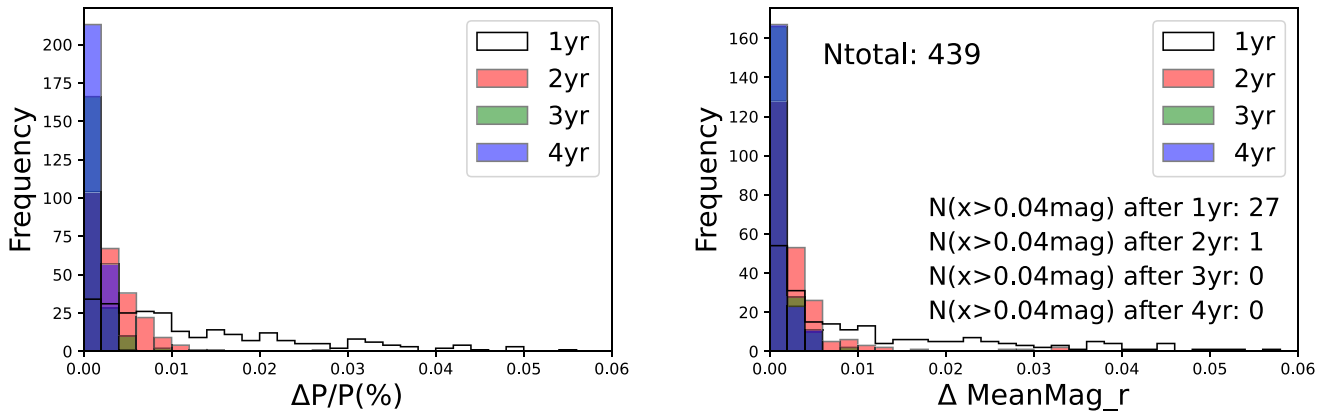 1yr
2yr
3yr
4yr
Frequency
200
175
150
125
100
75
50
25
0
0.00 0.01 0.02 0.03 0.04 0.05 0.06
ΔP/P(%)
Ntotal: 439
1yr
2yr
3yr
4yr
N(x>0.04mag) after 1yr: 27
N(x>0.04mag) after 2yr: 1
N(x>0.04mag) after 3yr: 0
N(x>0.04mag) after 4yr: 0
Frequency
160
140
120
100
80
60
40
20
0
0.00 0.01 0.02 0.03 0.04 0.05 0.06
Δ MeanMag_r